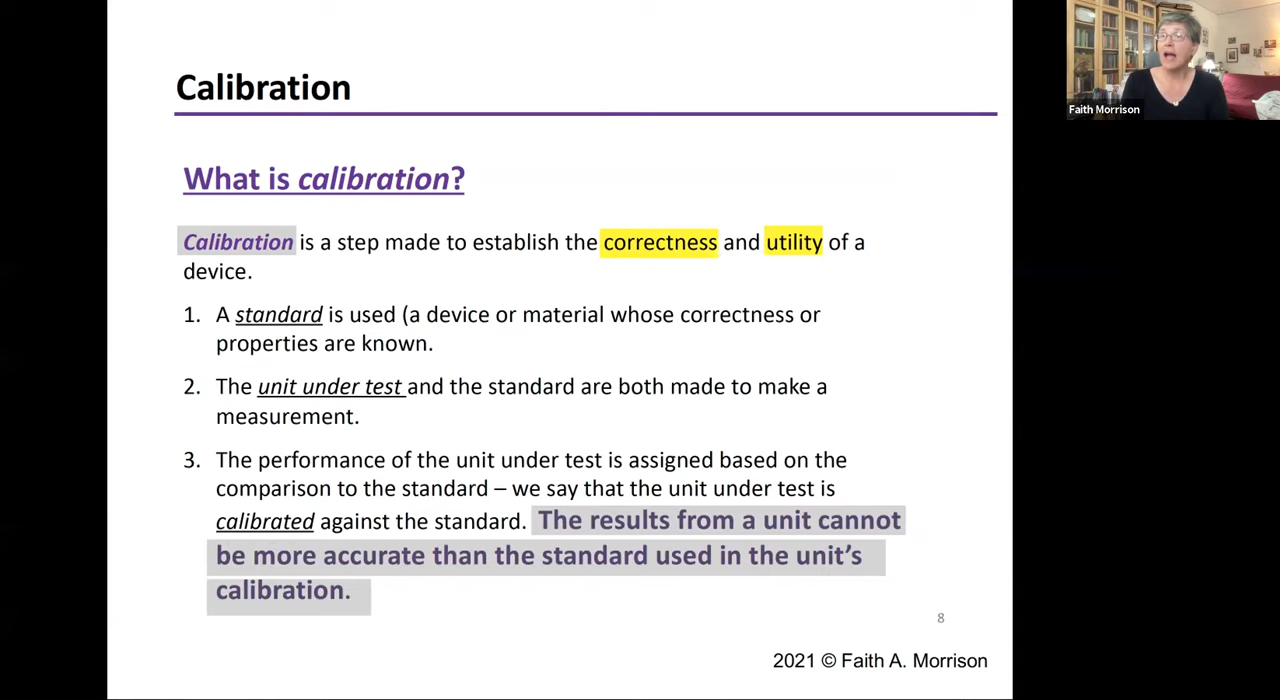 Calibration
What is calibration?
Calibration is a step made to establish the correctness and utility of a
device.
1. A standard is used (a device or material whose correctness or
properties are known.
2. The unit under test and the standard are both made to make a
measurement.
3. The performance of the unit under test is assigned based on the
comparison to the standard – we say that the unit under test is
calibrated against the standard. The results from a unit cannot
be more accurate than the standard used in the unit's
calibration.
8
2021 © Faith A. Morrison
Faith Morrison